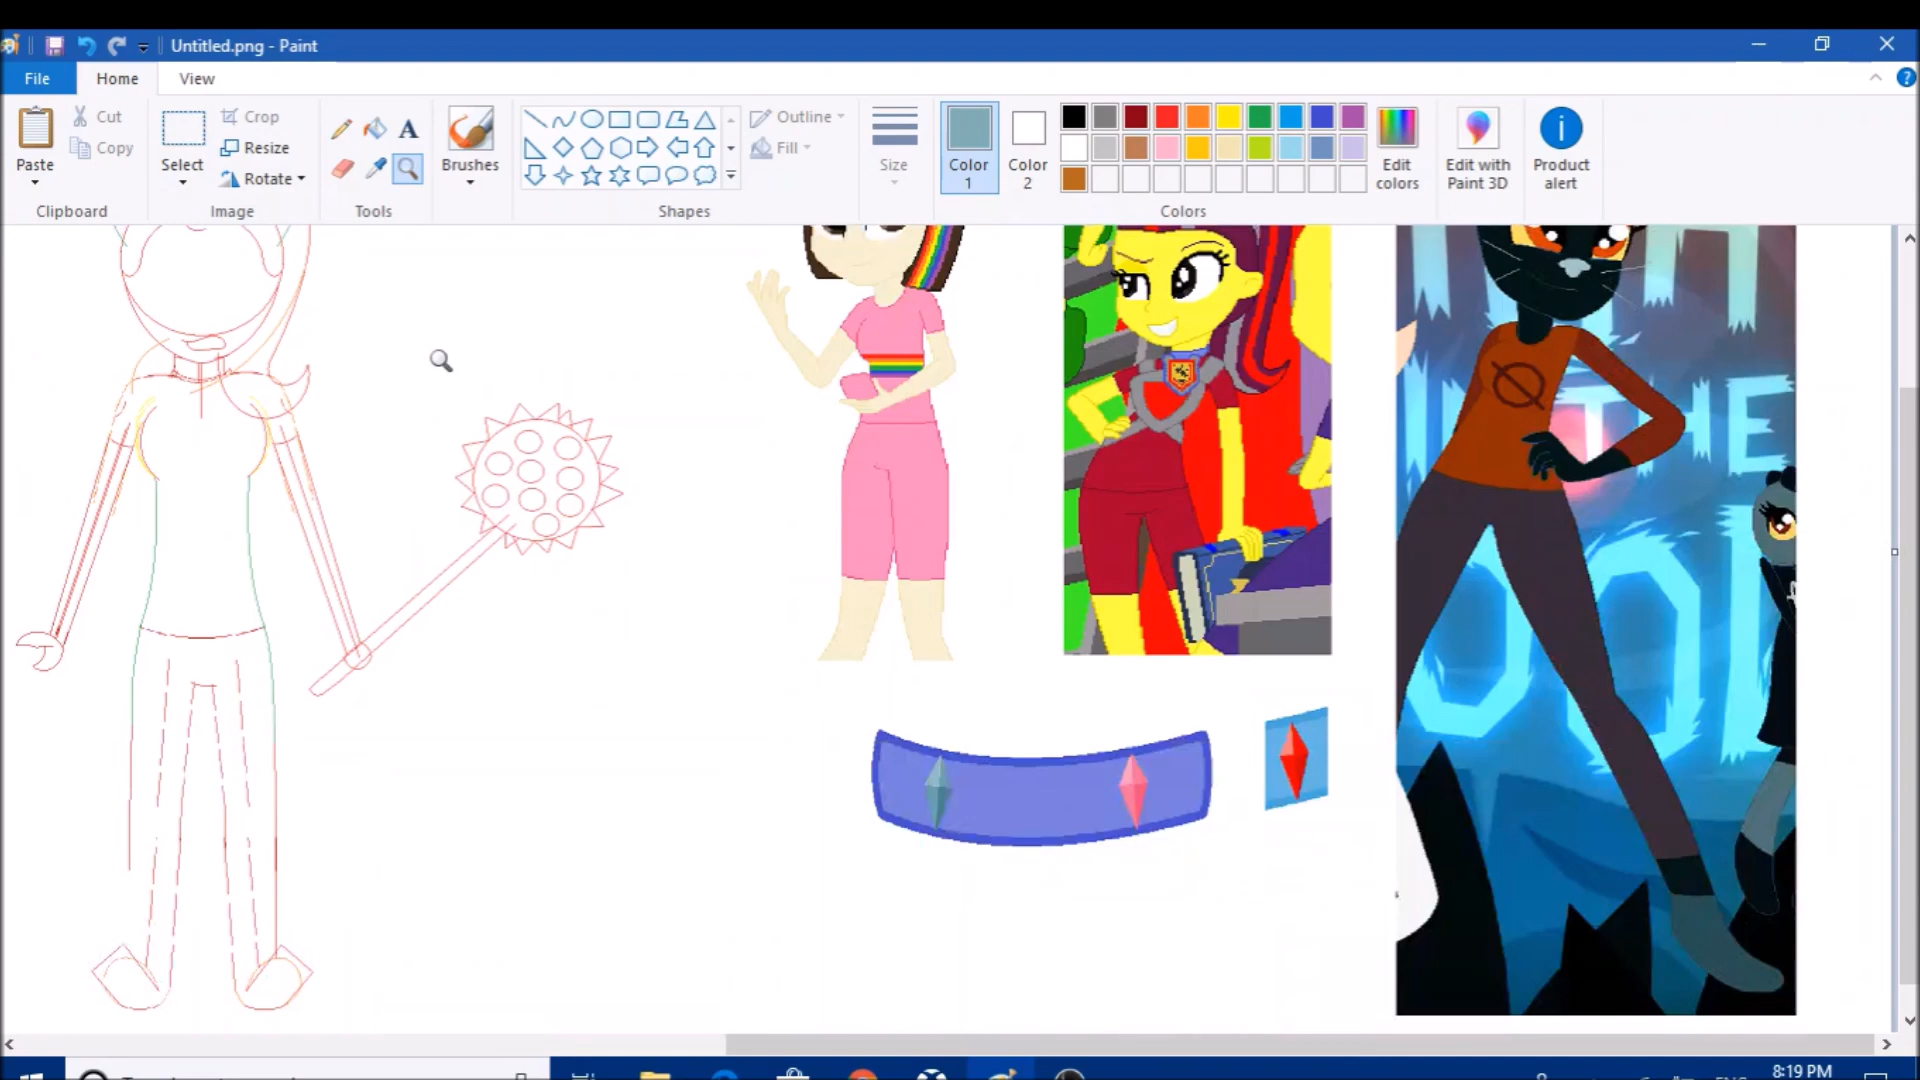 Untitled.png - Paint
File
Home
View
Paste
Cut
Copy
Clipboard
Select
Crop
Resize
Rotate
Image
A
Tools
Brushes
Shapes
Outline
Fill
Size
Color 1
Color 2
Edit colors
Edit with Paint 3D
Product alert
Colors
THE
8:19 PM